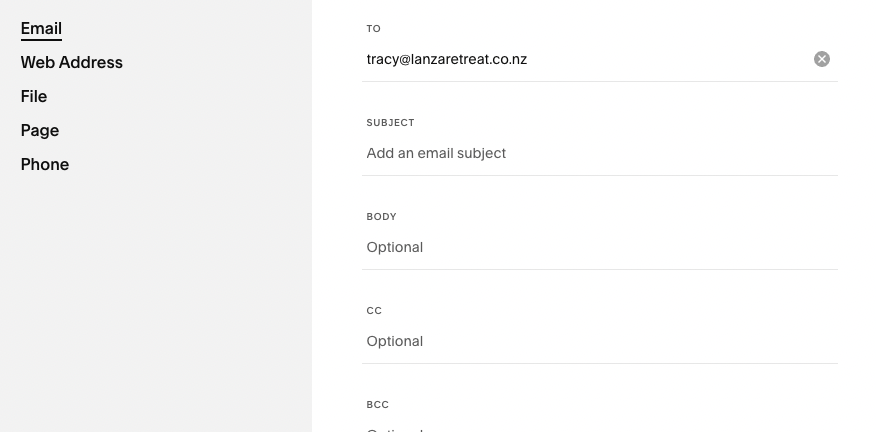 Email
Web Address
File
Page
Phone
TO
tracy@lanzaretreat.co.nz
SUBJECT
Add an email subject
BODY
Optional
CC
Optional
BCC